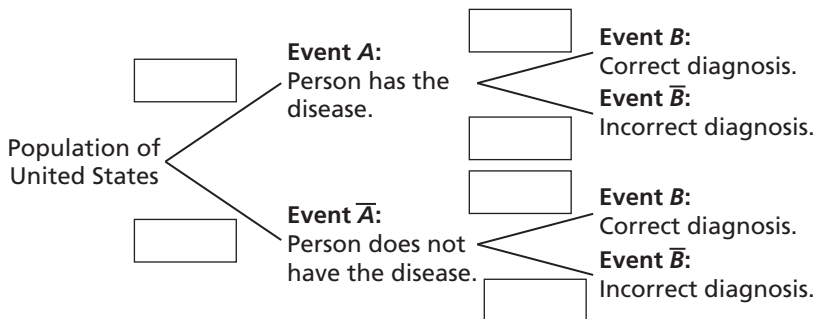 Population of
United States
Event A:
Person has the
disease.
Event B:
Correct diagnosis.
Event B̅:
Incorrect diagnosis.
Event A̅:
Person does not
have the disease.
Event B:
Correct diagnosis.
Event B̅:
Incorrect diagnosis.